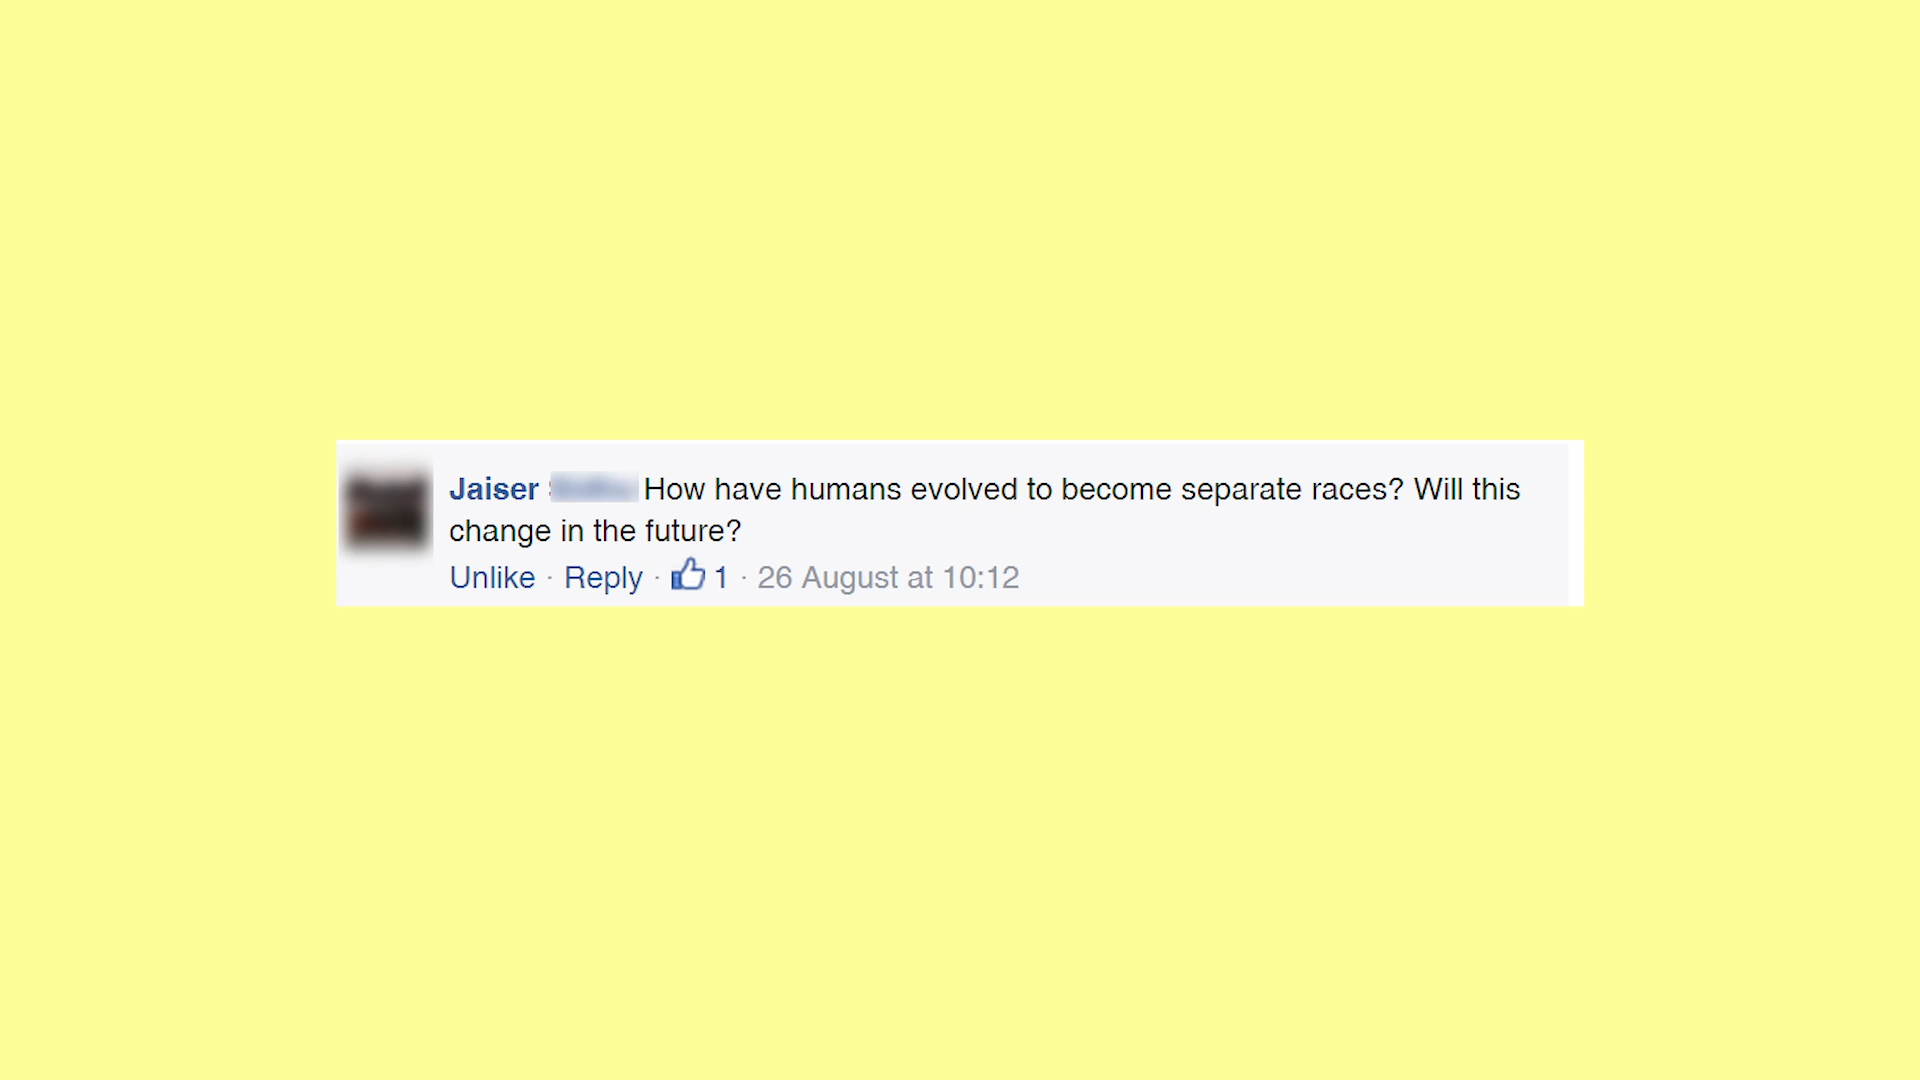 Jaiser How have humans evolved to become separate races? Will this
change in the future?
Unlike · Reply · 1 · 26 August at 10:12